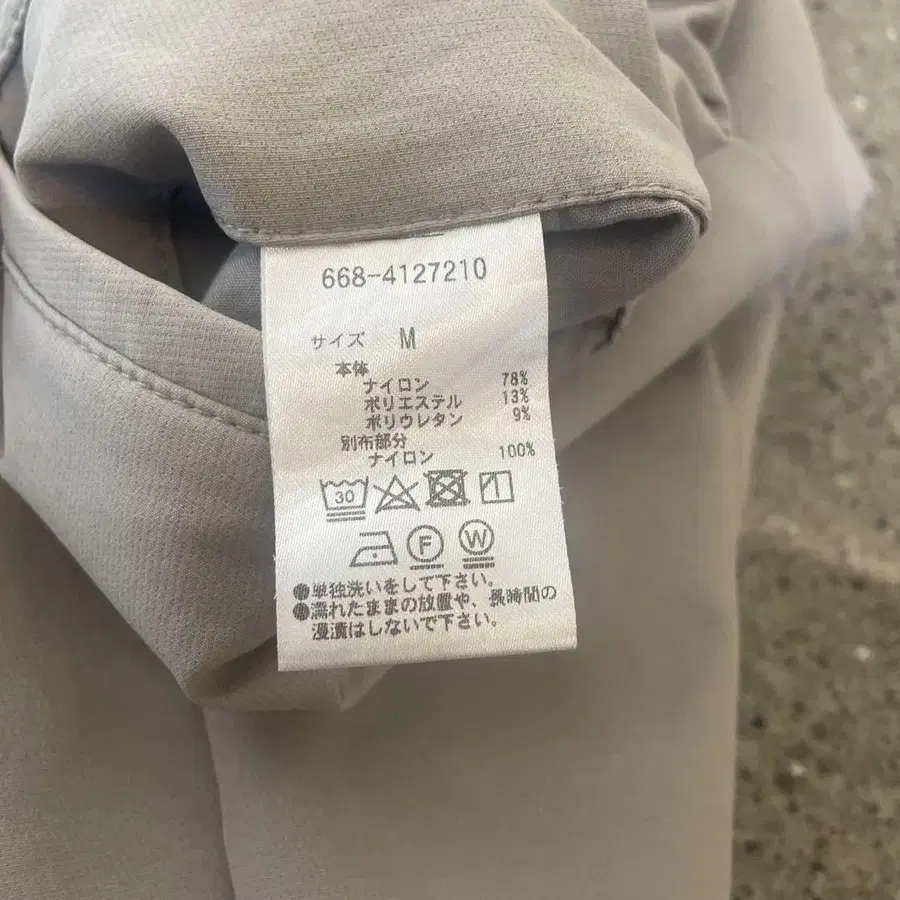 668-4127210
サイズ M
本体
ナイロン 78%
ポリエステル 13%
ポリウレタン 9%
別布部分
ナイロン 100%
30
F W
●単独洗いをして下さい。
●濡れたままの放置や、長時間の
浸漬はしないで下さい。